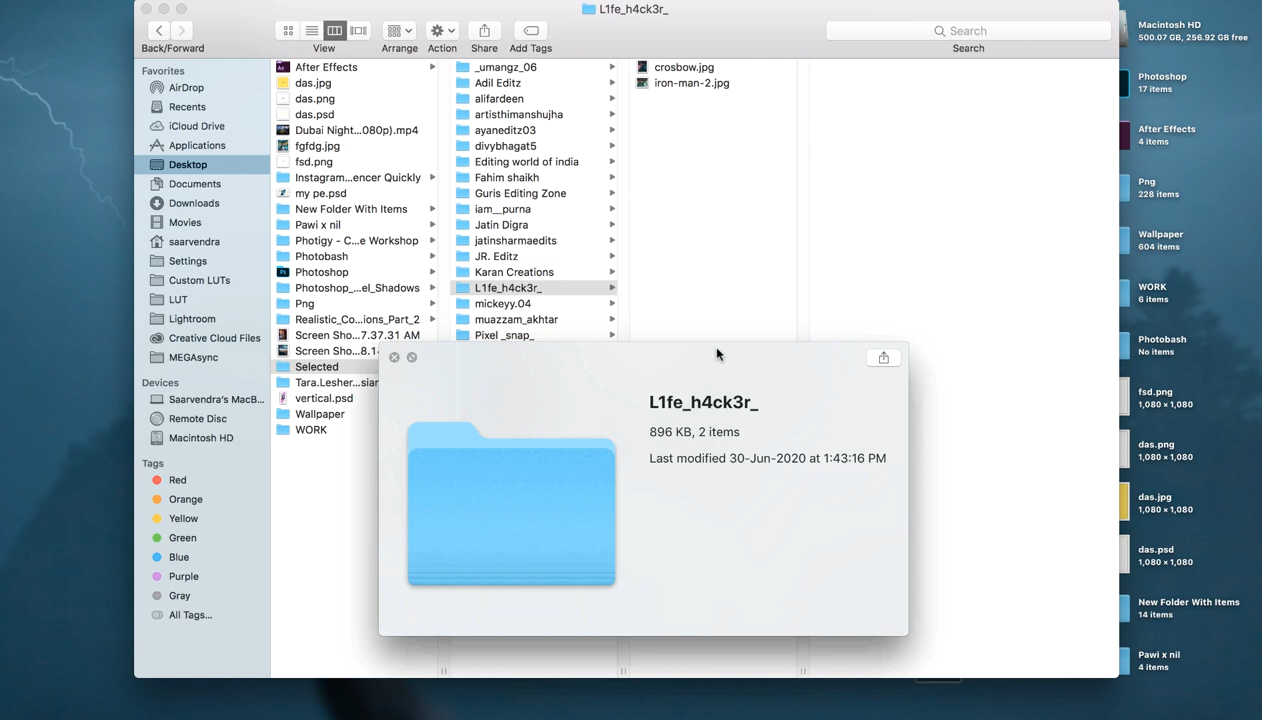 L1fe_h4ck3r_
Search
Back/Forward
View
Arrange
Action
Share
Add Tags
Search
Favorites
AirDrop
Recents
iCloud Drive
Applications
Desktop
Documents
Downloads
Movies
saarvendra
Settings
Custom LUTs
LUT
Lightroom
Creative Cloud Files
MEGAsync
Devices
Saarvendra's MacB...
Remote Disc
Macintosh HD
Tags
Red
Orange
Yellow
Green
Blue
Purple
Gray
All Tags...
After Effects
das.jpg
das.png
das.psd
Dubai Night...080p).mp4
fgfdg.jpg
fsd.png
Instagram...encer Quickly
my pe.psd
New Folder With Items
Pawi x nil
Photigy - C...e Workshop
Photobash
Photoshop
Photoshop_...el_Shadows
Png
Realistic_Co...ions_Part_2
Screen Sho...7.37.31 AM
Screen Sho...8.1
Selected
Tara.Lesher...sian
vertical.psd
Wallpaper
WORK
_umangz_06
Adil Editz
alifardeen
artisthimanshujha
ayaneditz03
divybhagat5
Editing world of india
Fahim shaikh
Guris Editing Zone
iam__purna
Jatin Digra
jatinsharmaedits
JR. Editz
Karan Creations
L1fe_h4ck3r_
mickeyy.04
muazzam_akhtar
Pixel _snap_
crosbow.jpg
iron-man-2.jpg
L1fe_h4ck3r_
896 KB, 2 items
Last modified 30-Jun-2020 at 1:43:16 PM
Macintosh HD
500.07 GB, 256.92 GB free
Photoshop
17 items
After Effects
4 items
Png
228 items
Wallpaper
604 items
WORK
6 items
Photobash
No items
fsd.png
1,080 × 1,080
das.png
1,080 × 1,080
das.jpg
1,080 × 1,080
das.psd
1,080 × 1,080
New Folder With Items
14 items
Pawi x nil
4 items